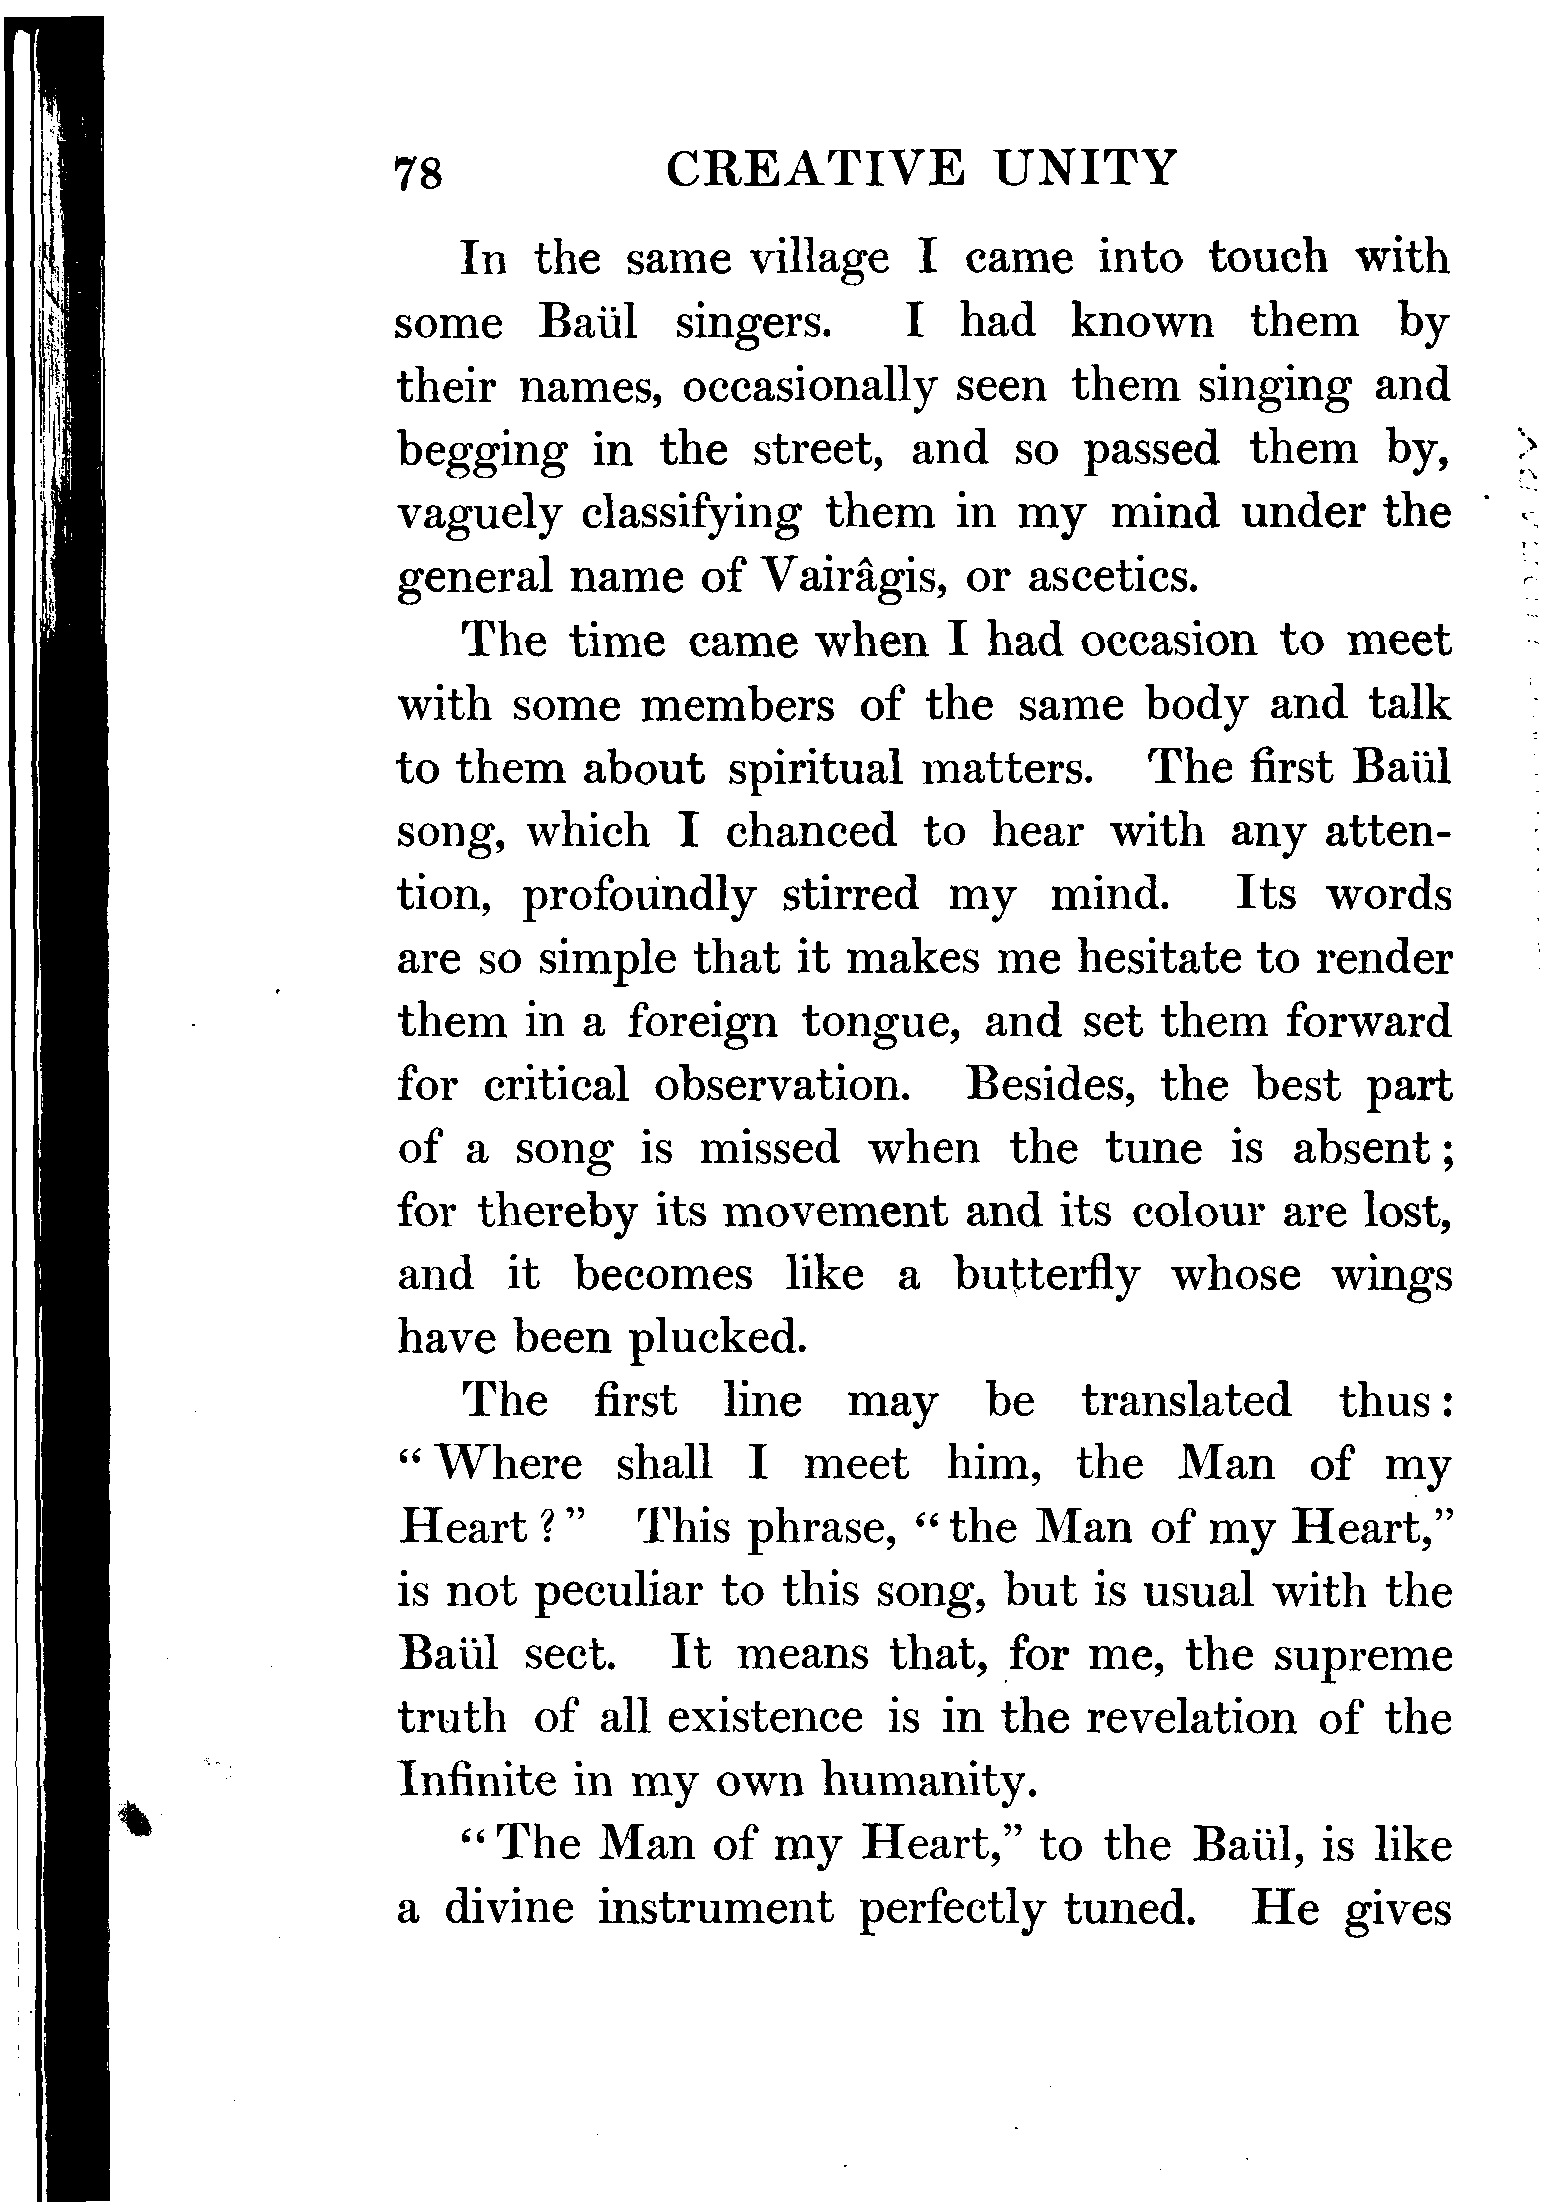 78 CREATIVE UNITY
In the same village I came into touch with
some Baül singers. I had known them by
their names, occasionally seen them singing and
begging in the street, and so passed them by,
vaguely classifying them in my mind under the
general name of Vairâgis, or ascetics.
The time came when I had occasion to meet
with some members of the same body and talk
to them about spiritual matters. The first Baül
song, which I chanced to hear with any atten-
tion, profoundly stirred my mind. Its words
are so simple that it makes me hesitate to render
them in a foreign tongue, and set them forward
for critical observation. Besides, the best part
of a song is missed when the tune is absent;
for thereby its movement and its colour are lost,
and it becomes like a butterfly whose wings
have been plucked.
The first line may be translated thus:
“Where shall I meet him, the Man of my
Heart?” This phrase, “the Man of my Heart,”
is not peculiar to this song, but is usual with the
Baül sect. It means that, for me, the supreme
truth of all existence is in the revelation of the
Infinite in my own humanity.
“The Man of my Heart,” to the Baül, is like
a divine instrument perfectly tuned. He gives